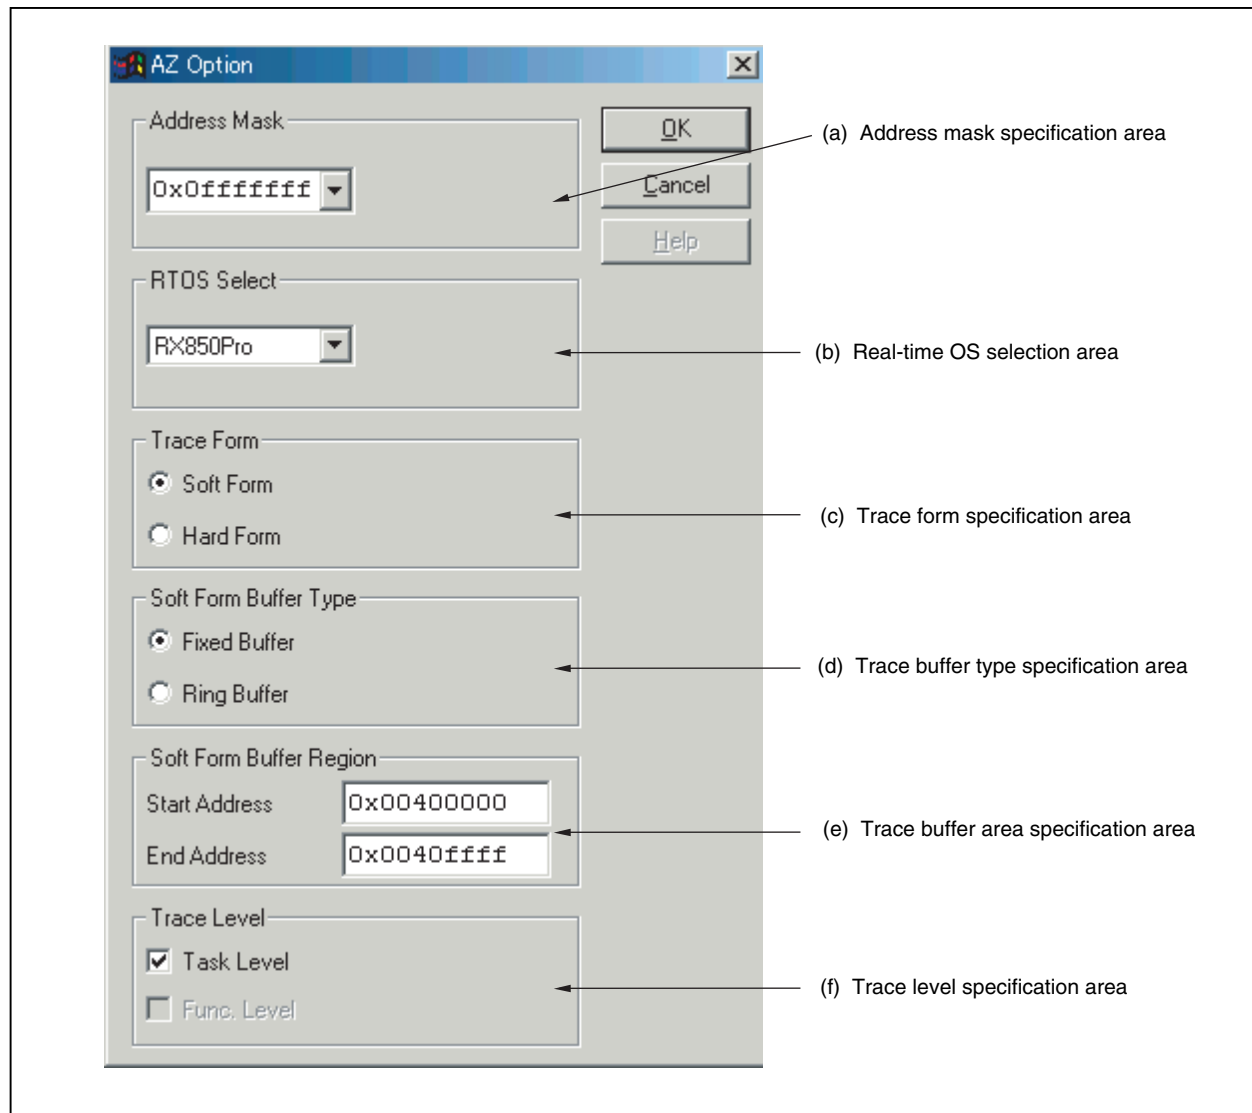 AZ Option
Address Mask
0x0fffffff
OK
Cancel
Help
(a) Address mask specification area
RTOS Select
RX850Pro
(b) Real-time OS selection area
Trace Form
Soft Form
Hard Form
(c) Trace form specification area
Soft Form Buffer Type
Fixed Buffer
Ring Buffer
(d) Trace buffer type specification area
Soft Form Buffer Region
Start Address 0x00400000
End Address 0x0040ffff
(e) Trace buffer area specification area
Trace Level
Task Level
Func. Level
(f) Trace level specification area